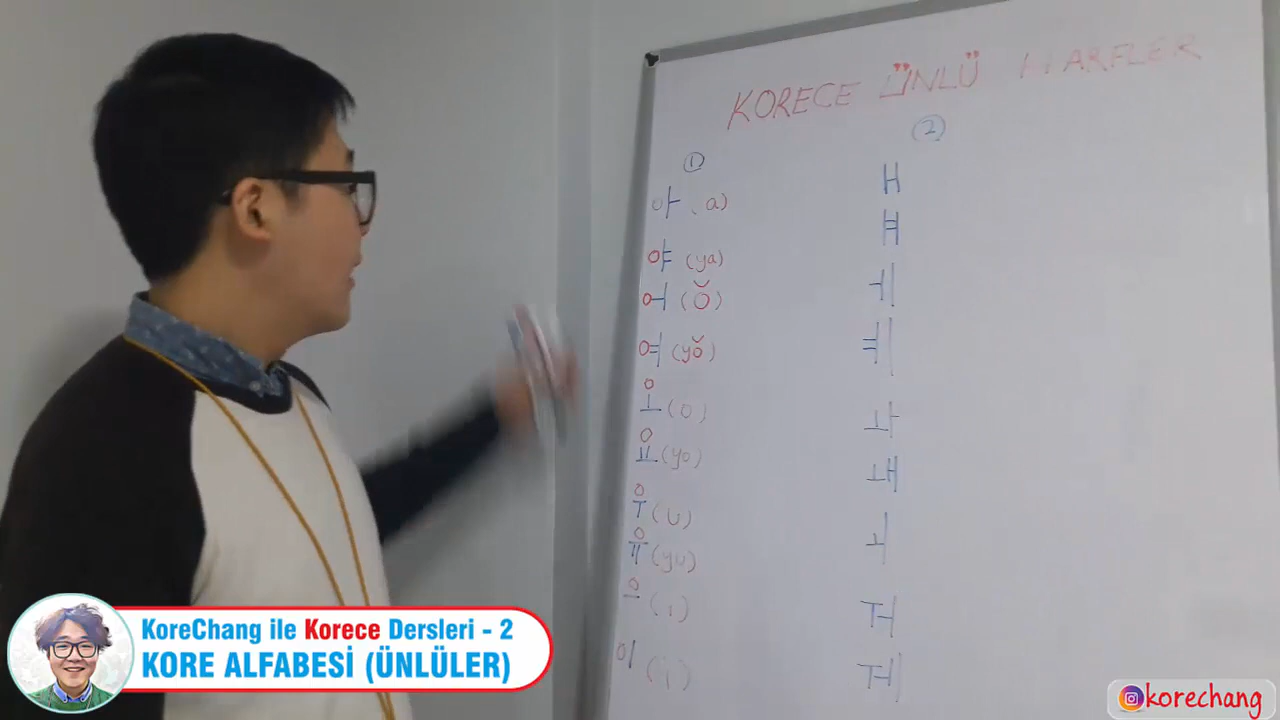 KORECE ÜNLÜ HARFLER
①
아 (a)
야 (ya)
어 (ŏ)
여 (yŏ)
오 (o)
요 (yo)
우 (u)
유 (yu)
으 (ı)
이 (i)
(2)
ㅐ
ㅒ
ㅔ
ㅖ
ㅘ
ㅙ
ㅚ
ㅝ
ㅞ
KoreChang ile Korece Dersleri - 2
KORE ALFABESİ (ÜNLÜLER)
@korechang